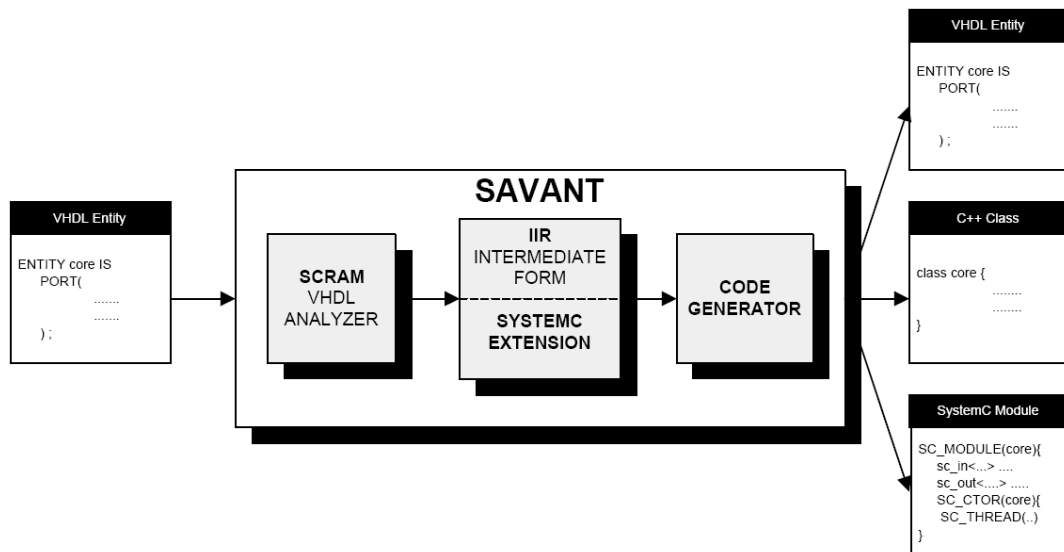 VHDL Entity
ENTITY core IS
PORT(
.......
.......
) ;
SAVANT
SCRAM
VHDL
ANALYZER
IIR
INTERMEDIATE
FORM
SYSTEMC
EXTENSION
CODE
GENERATOR
VHDL Entity
ENTITY core IS
PORT(
.......
.......
) ;
C++ Class
class core {
........
........
}
SystemC Module
SC_MODULE(core){
sc_in<...> ....
sc_out<....> .....
SC_CTOR(core){
SC_THREAD(..)
}